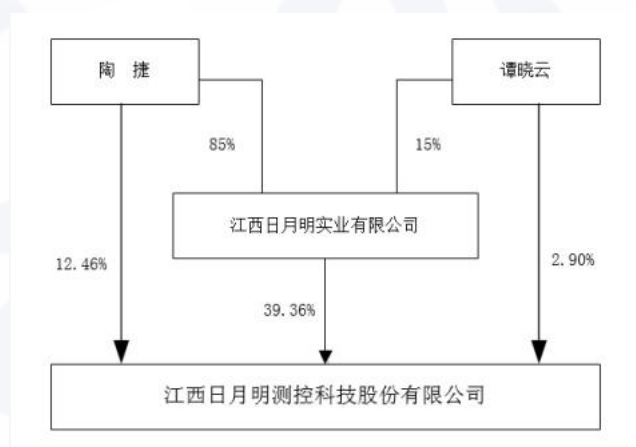 陶 捷
谭晓云
85%
15%
江西日月明实业有限公司
12.46%
2.90%
39.36%
江西日月明测控科技股份有限公司